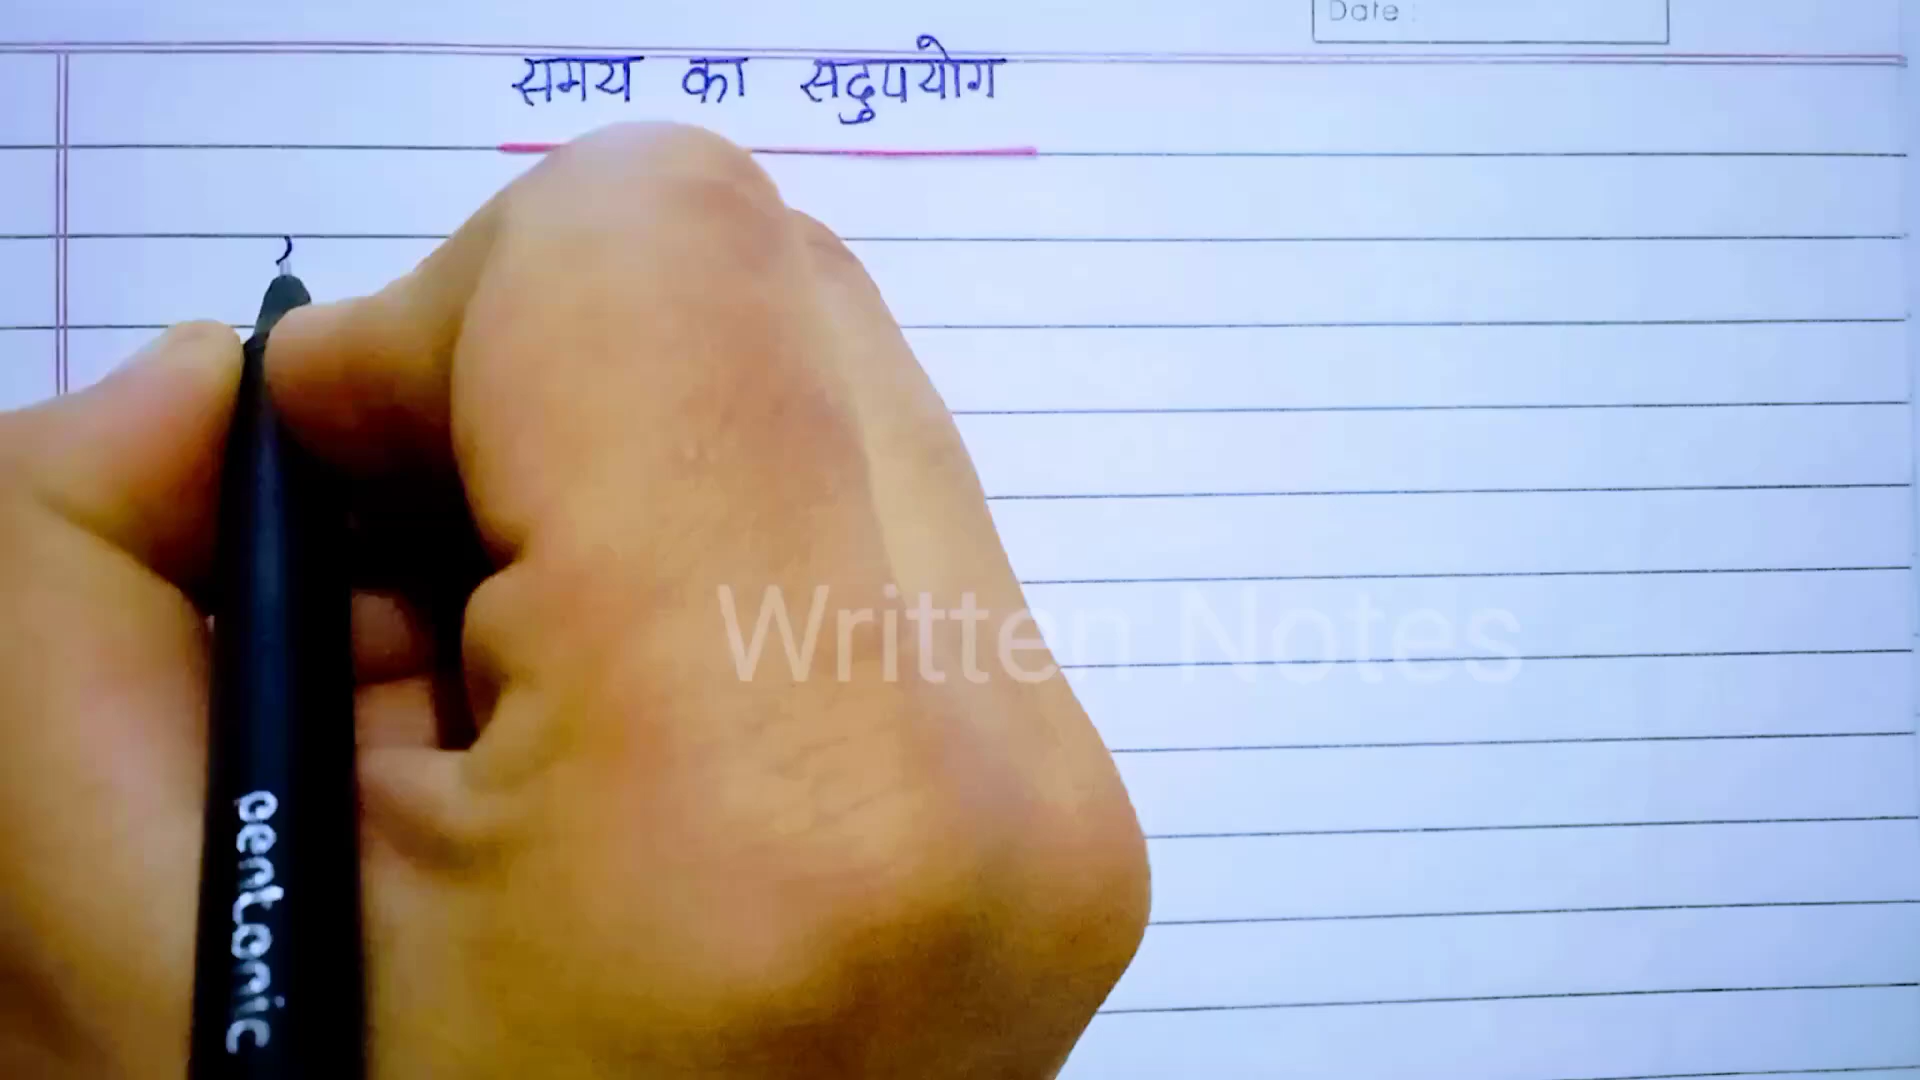 Date :
समय का सदुपयोग
Written Notes
pentonic